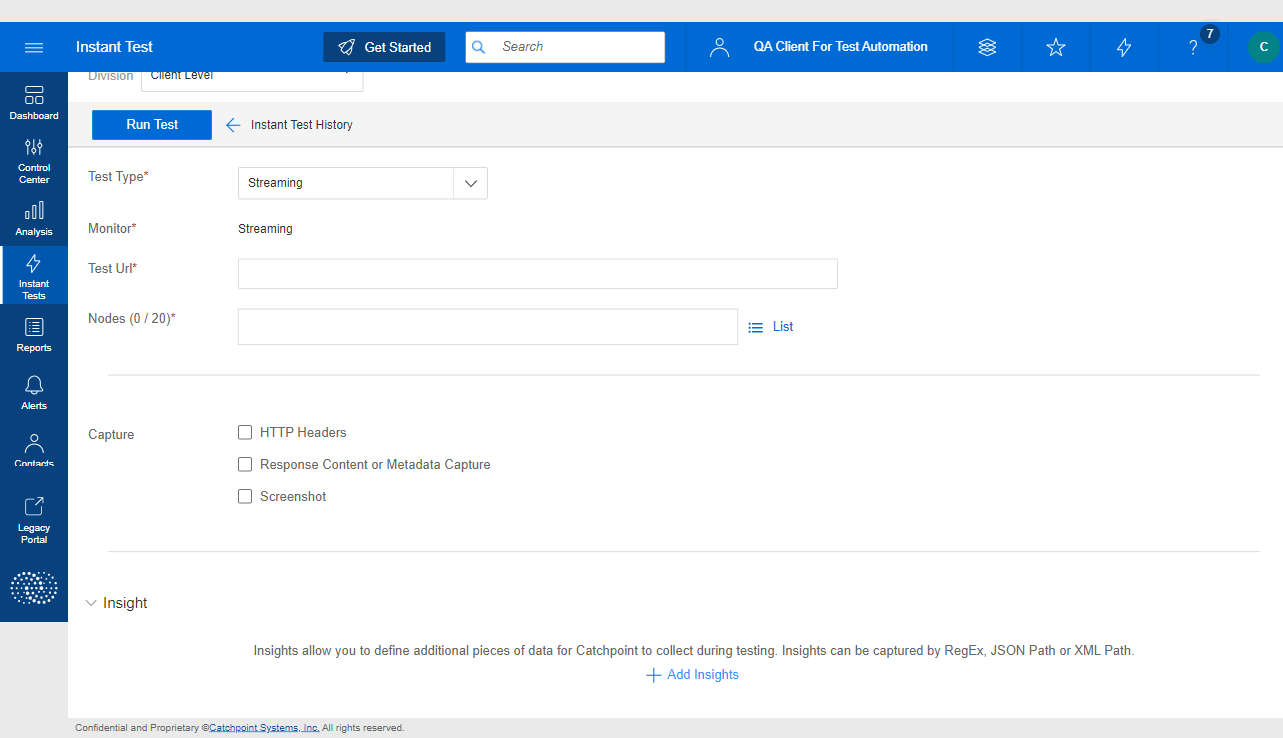 Instant Test
Get Started
Search
QA Client For Test Automation
?
7
C
Division
Client Level
Dashboard
Control
Center
Analysis
Instant
Tests
Reports
Alerts
Contacts
Legacy
Portal
Run Test
Instant Test History
Test Type*
Streaming
Monitor*
Streaming
Test Url*
Nodes (0 / 20)*
List
Capture
HTTP Headers
Response Content or Metadata Capture
Screenshot
Insight
Insights allow you to define additional pieces of data for Catchpoint to collect during testing. Insights can be captured by RegEx, JSON Path or XML Path.
Add Insights
Confidential and Proprietary ©Catchpoint Systems, Inc. All rights reserved.